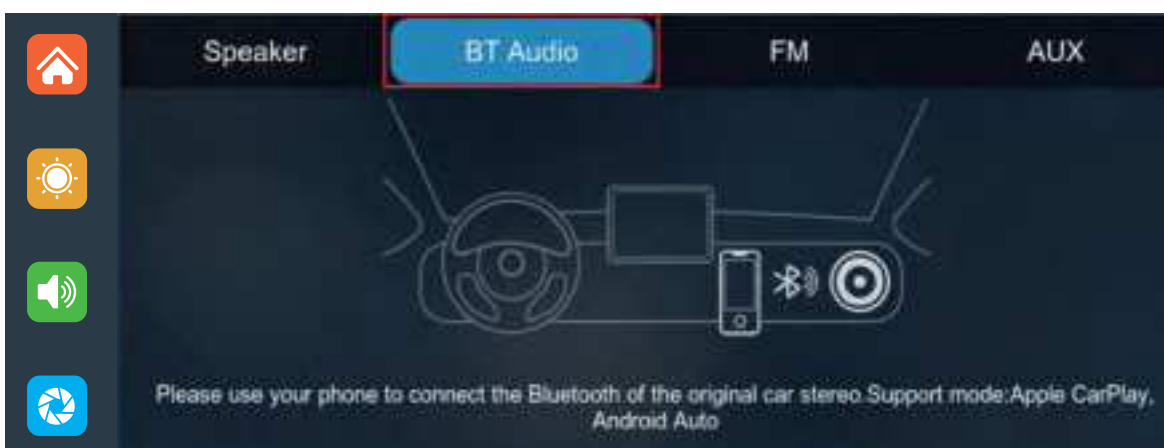 Speaker BT Audio FM AUX
Please use your phone to connect the Bluetooth of the original car stereo.Support mode:Apple CarPlay,
Android Auto